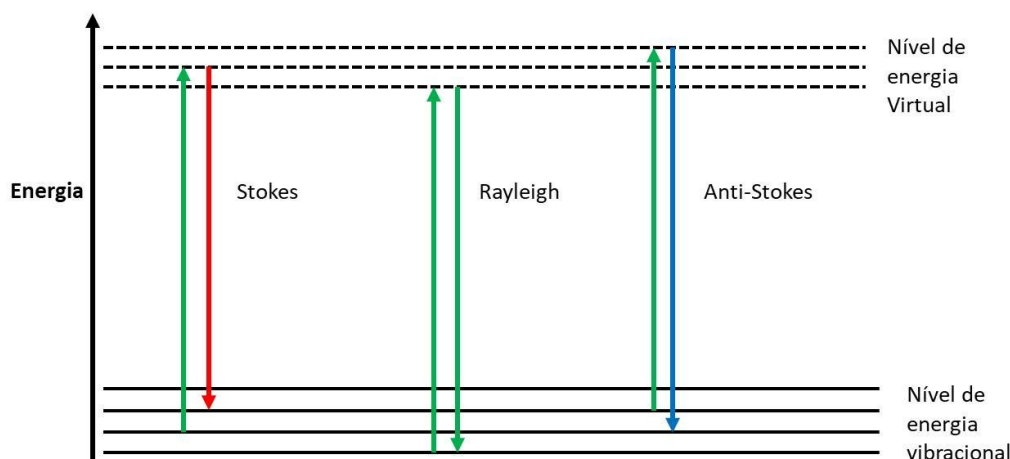 Nível de
energia
Virtual
Energia
Stokes
Rayleigh
Anti-Stokes
Nível de
energia
vibracional